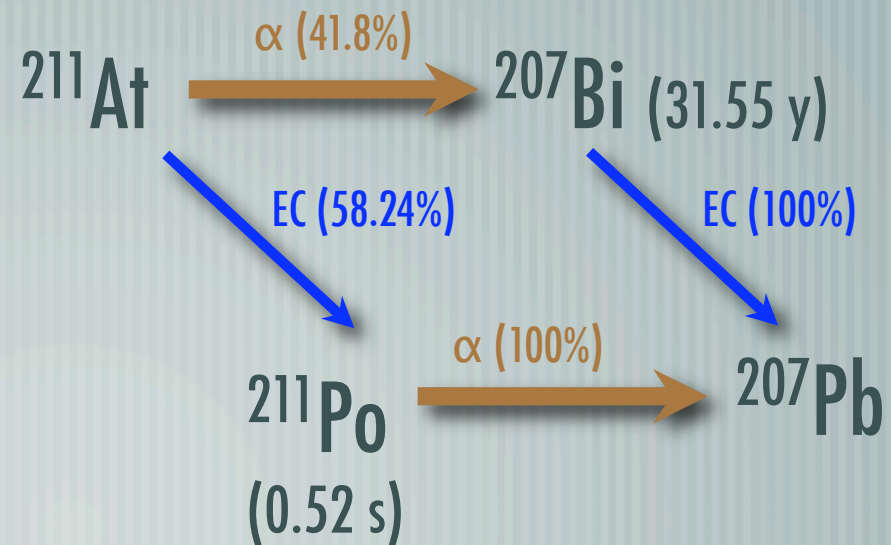 α (41.8%)
²¹¹At
²⁰⁷Bi (31.55 y)
EC (58.24%)
EC (100%)
α (100%)
²¹¹Po
²⁰⁷Pb
(0.52 s)